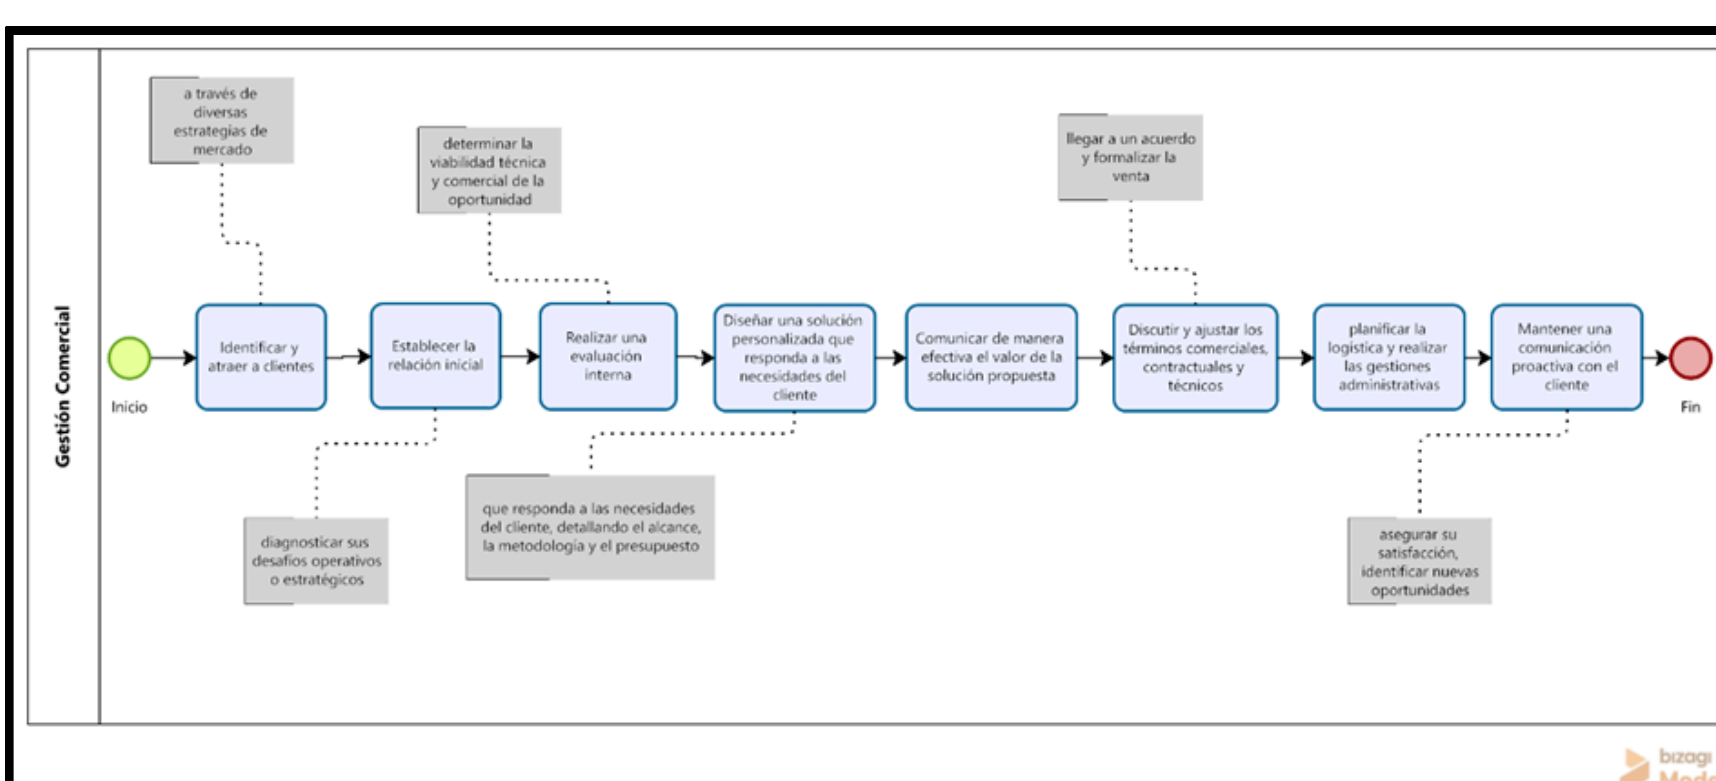 a través de
diversas
estrategias de
mercado
determinar la
viabilidad técnica
y comercial de la
oportunidad
llegar a un acuerdo
y formalizar la
venta
Gestión Comercial
Inicio
Identificar y
atraer a clientes
Establecer la
relación inicial
Realizar una
evaluación
interna
Diseñar una solución
personalizada que
responda a las
necesidades del
cliente
Comunicar de manera
efectiva el valor de la
solución propuesta
Discutir y ajustar los
términos comerciales,
contractuales y
técnicos
planificar la
logística y realizar
las gestiones
administrativas
Mantener una
comunicación
proactiva con el
cliente
Fin
diagnosticar sus
desafíos operativos
o estratégicos
que responda a las necesidades
del cliente, detallando el alcance,
la metodología y el presupuesto
asegurar su
satisfacción,
identificar nuevas
oportunidades
bizagi